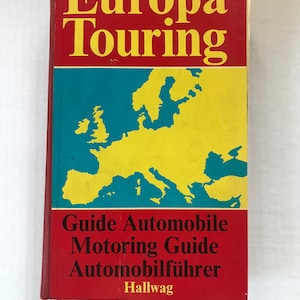 Europa
Touring
Guide Automobile
Motoring Guide
Automobilführer
Hallwag